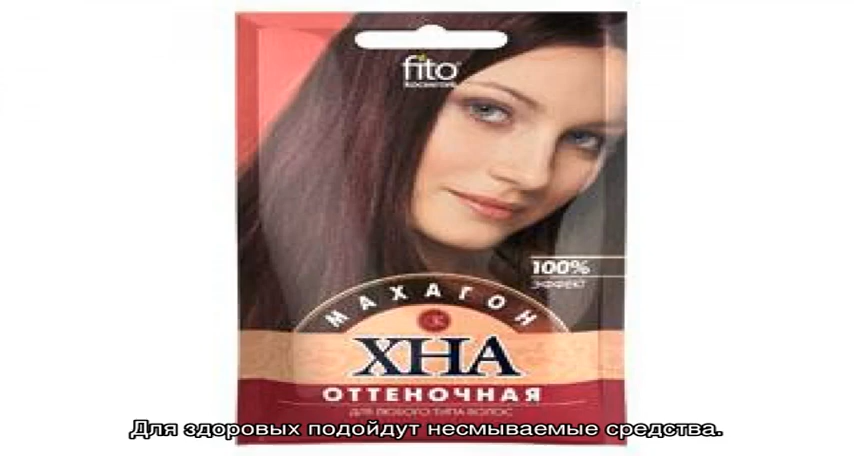 fito
косметик
100%
ЭФФЕКТ
МАХАГОН
ХНА
ОТТЕНОЧНАЯ
ДЛЯ ЛЮБОГО ТИПА ВОЛОС
Для здоровых подойдут несмываемые средства.